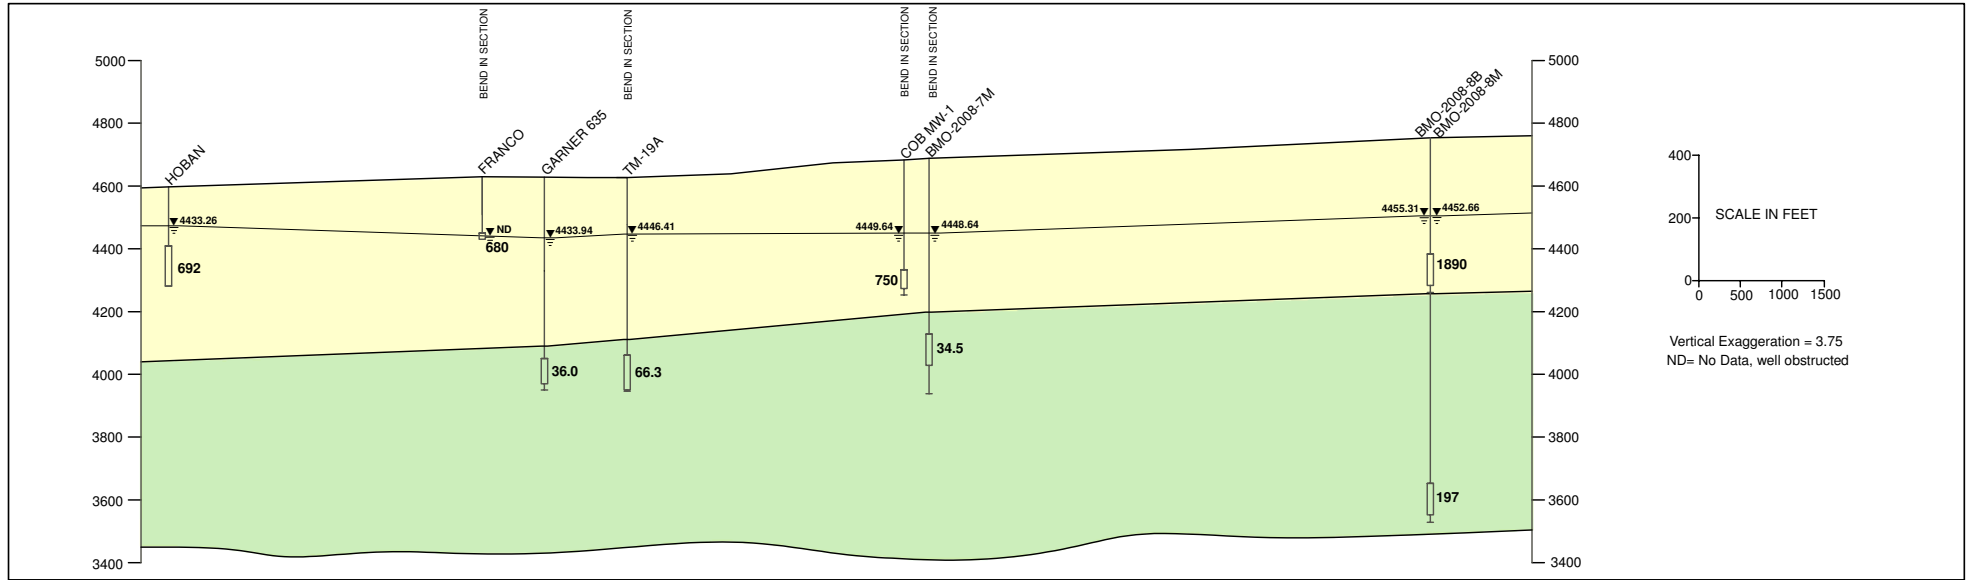 BEND IN SECTION
BEND IN SECTION
BEND IN SECTION
BEND IN SECTION
5000
4800
4600
4400
4200
4000
3800
3600
3400
HOBAN
FRANCO
GARNER 635
TM-19A
COB MW-1
BMO-2008-7M
BMO-2008-8B
BMO-2008-8M
4433.26
ND
4433.94
4446.41
4449.64
4448.64
4455.31
4452.66
692
680
36.0
66.3
750
34.5
1890
197
5000
4800
4600
4400
4200
4000
3800
3600
3400
400
200
0
SCALE IN FEET
0 500 1000 1500
Vertical Exaggeration = 3.75
ND= No Data, well obstructed